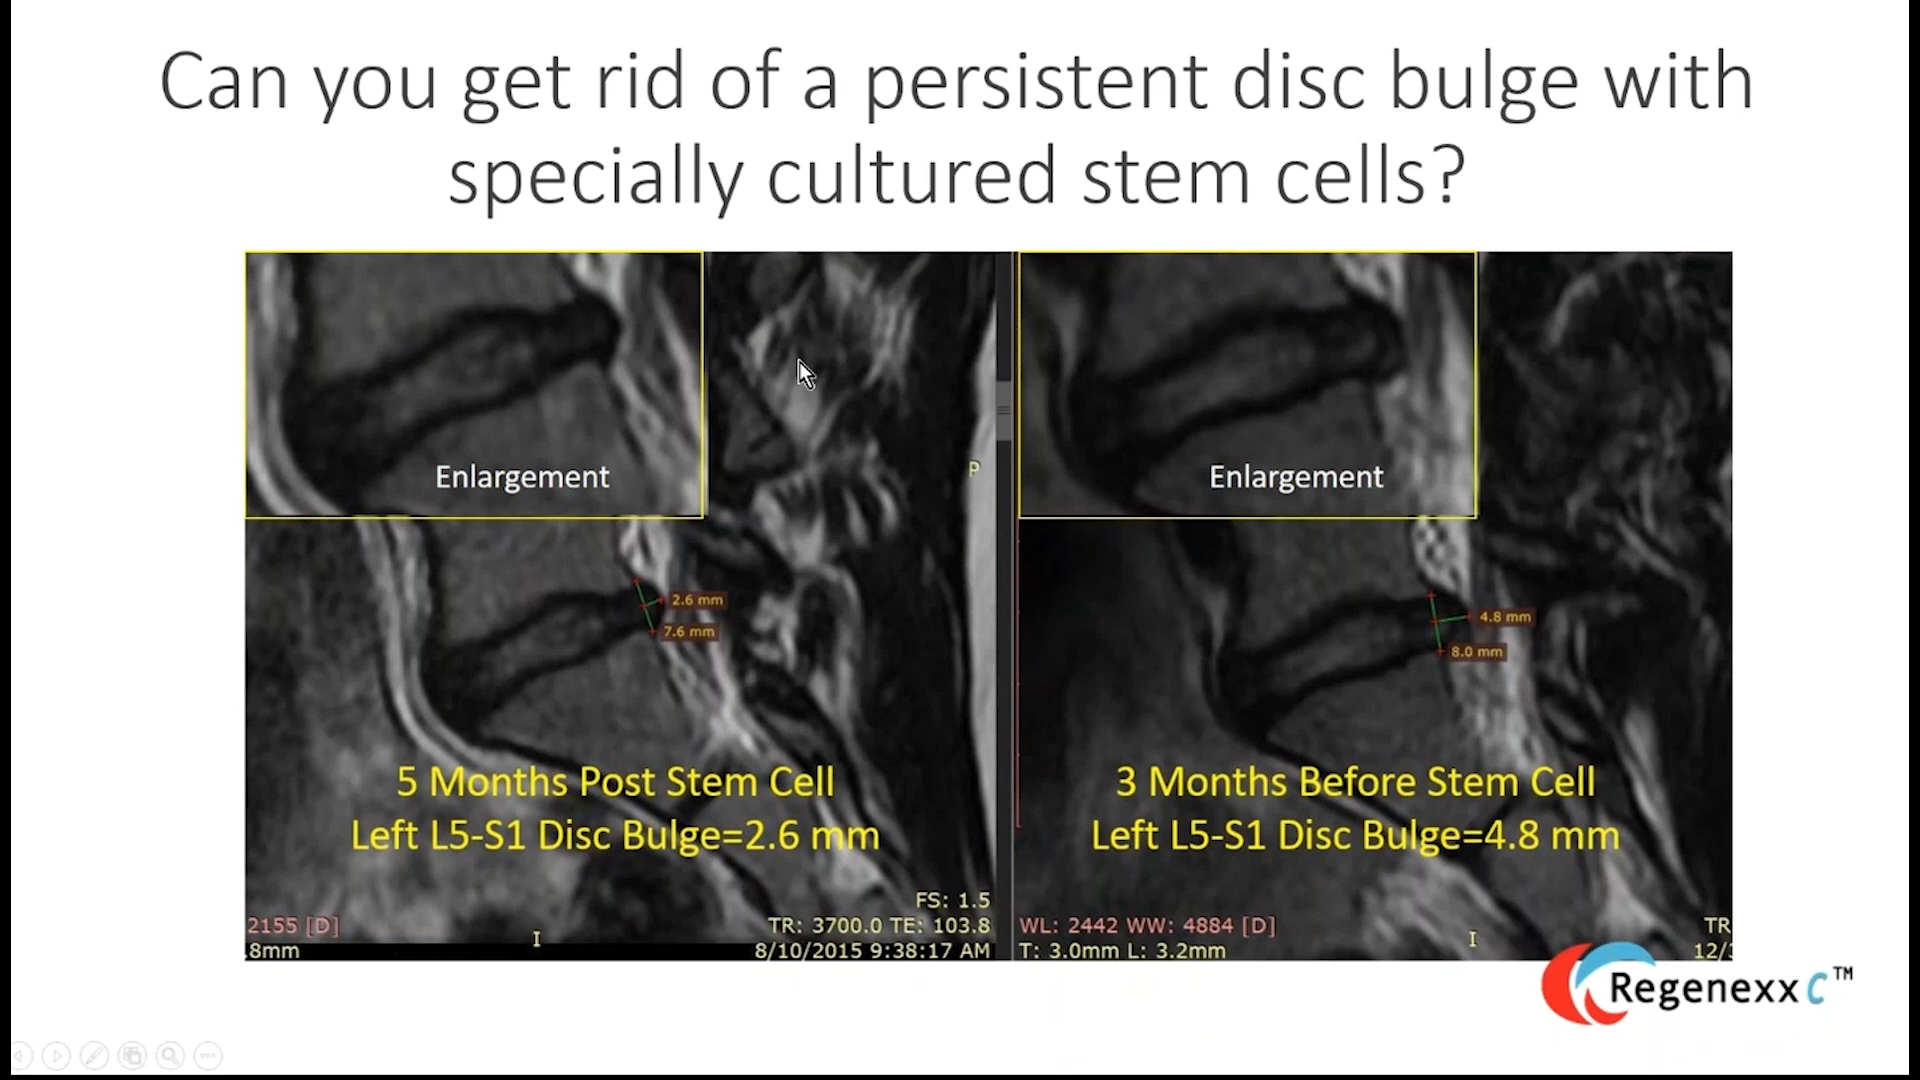 Can you get rid of a persistent disc bulge with
specially cultured stem cells?
Enlargement
P
2.6 mm
7.6 mm
5 Months Post Stem Cell
Left L5-S1 Disc Bulge=2.6 mm
FS: 1.5
2155 [D]
TR: 3700.0 TE: 103.8
.8mm
I
8/10/2015 9:38:17 AM
Enlargement
4.8 mm
8.0 mm
3 Months Before Stem Cell
Left L5-S1 Disc Bulge=4.8 mm
WL: 2442 WW: 4884 [D]
I
TR
T: 3.0mm L: 3.2mm
12/3
Regenexx C™